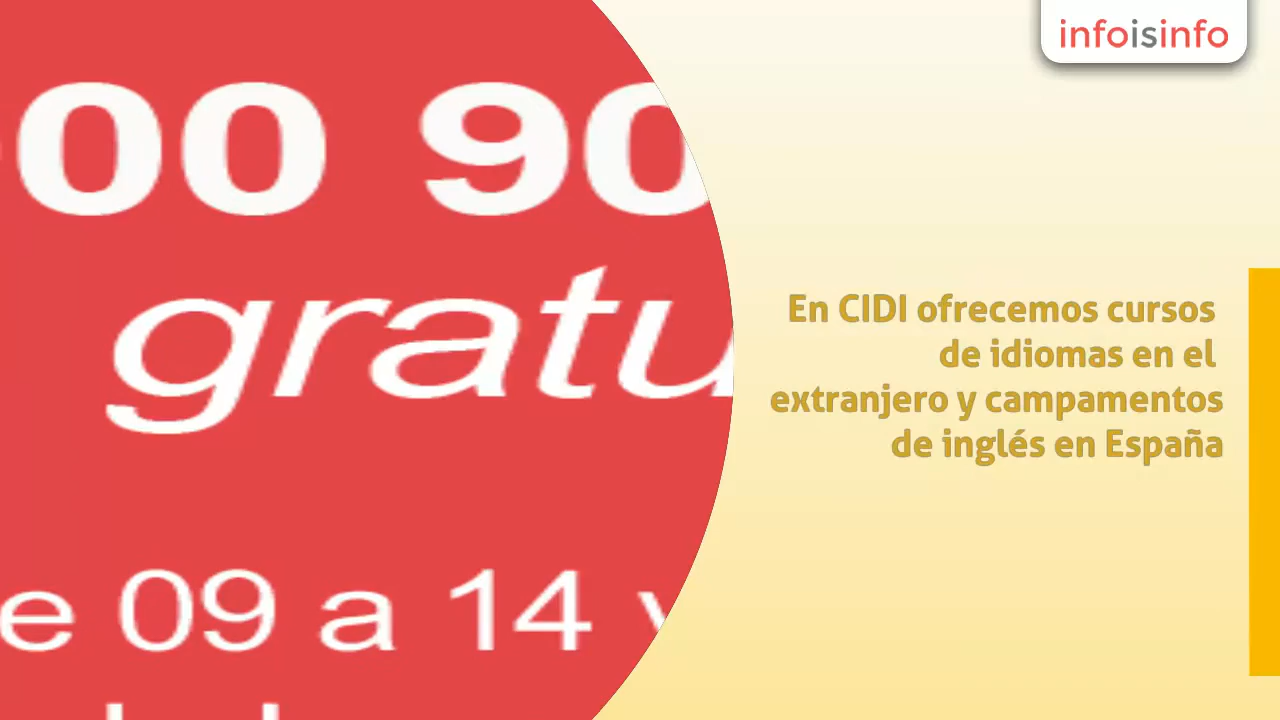 infoisinfo
00 90
gratu
e 09 a 14
En CIDI ofrecemos cursos
de idiomas en el
extranjero y campamentos
de inglés en España